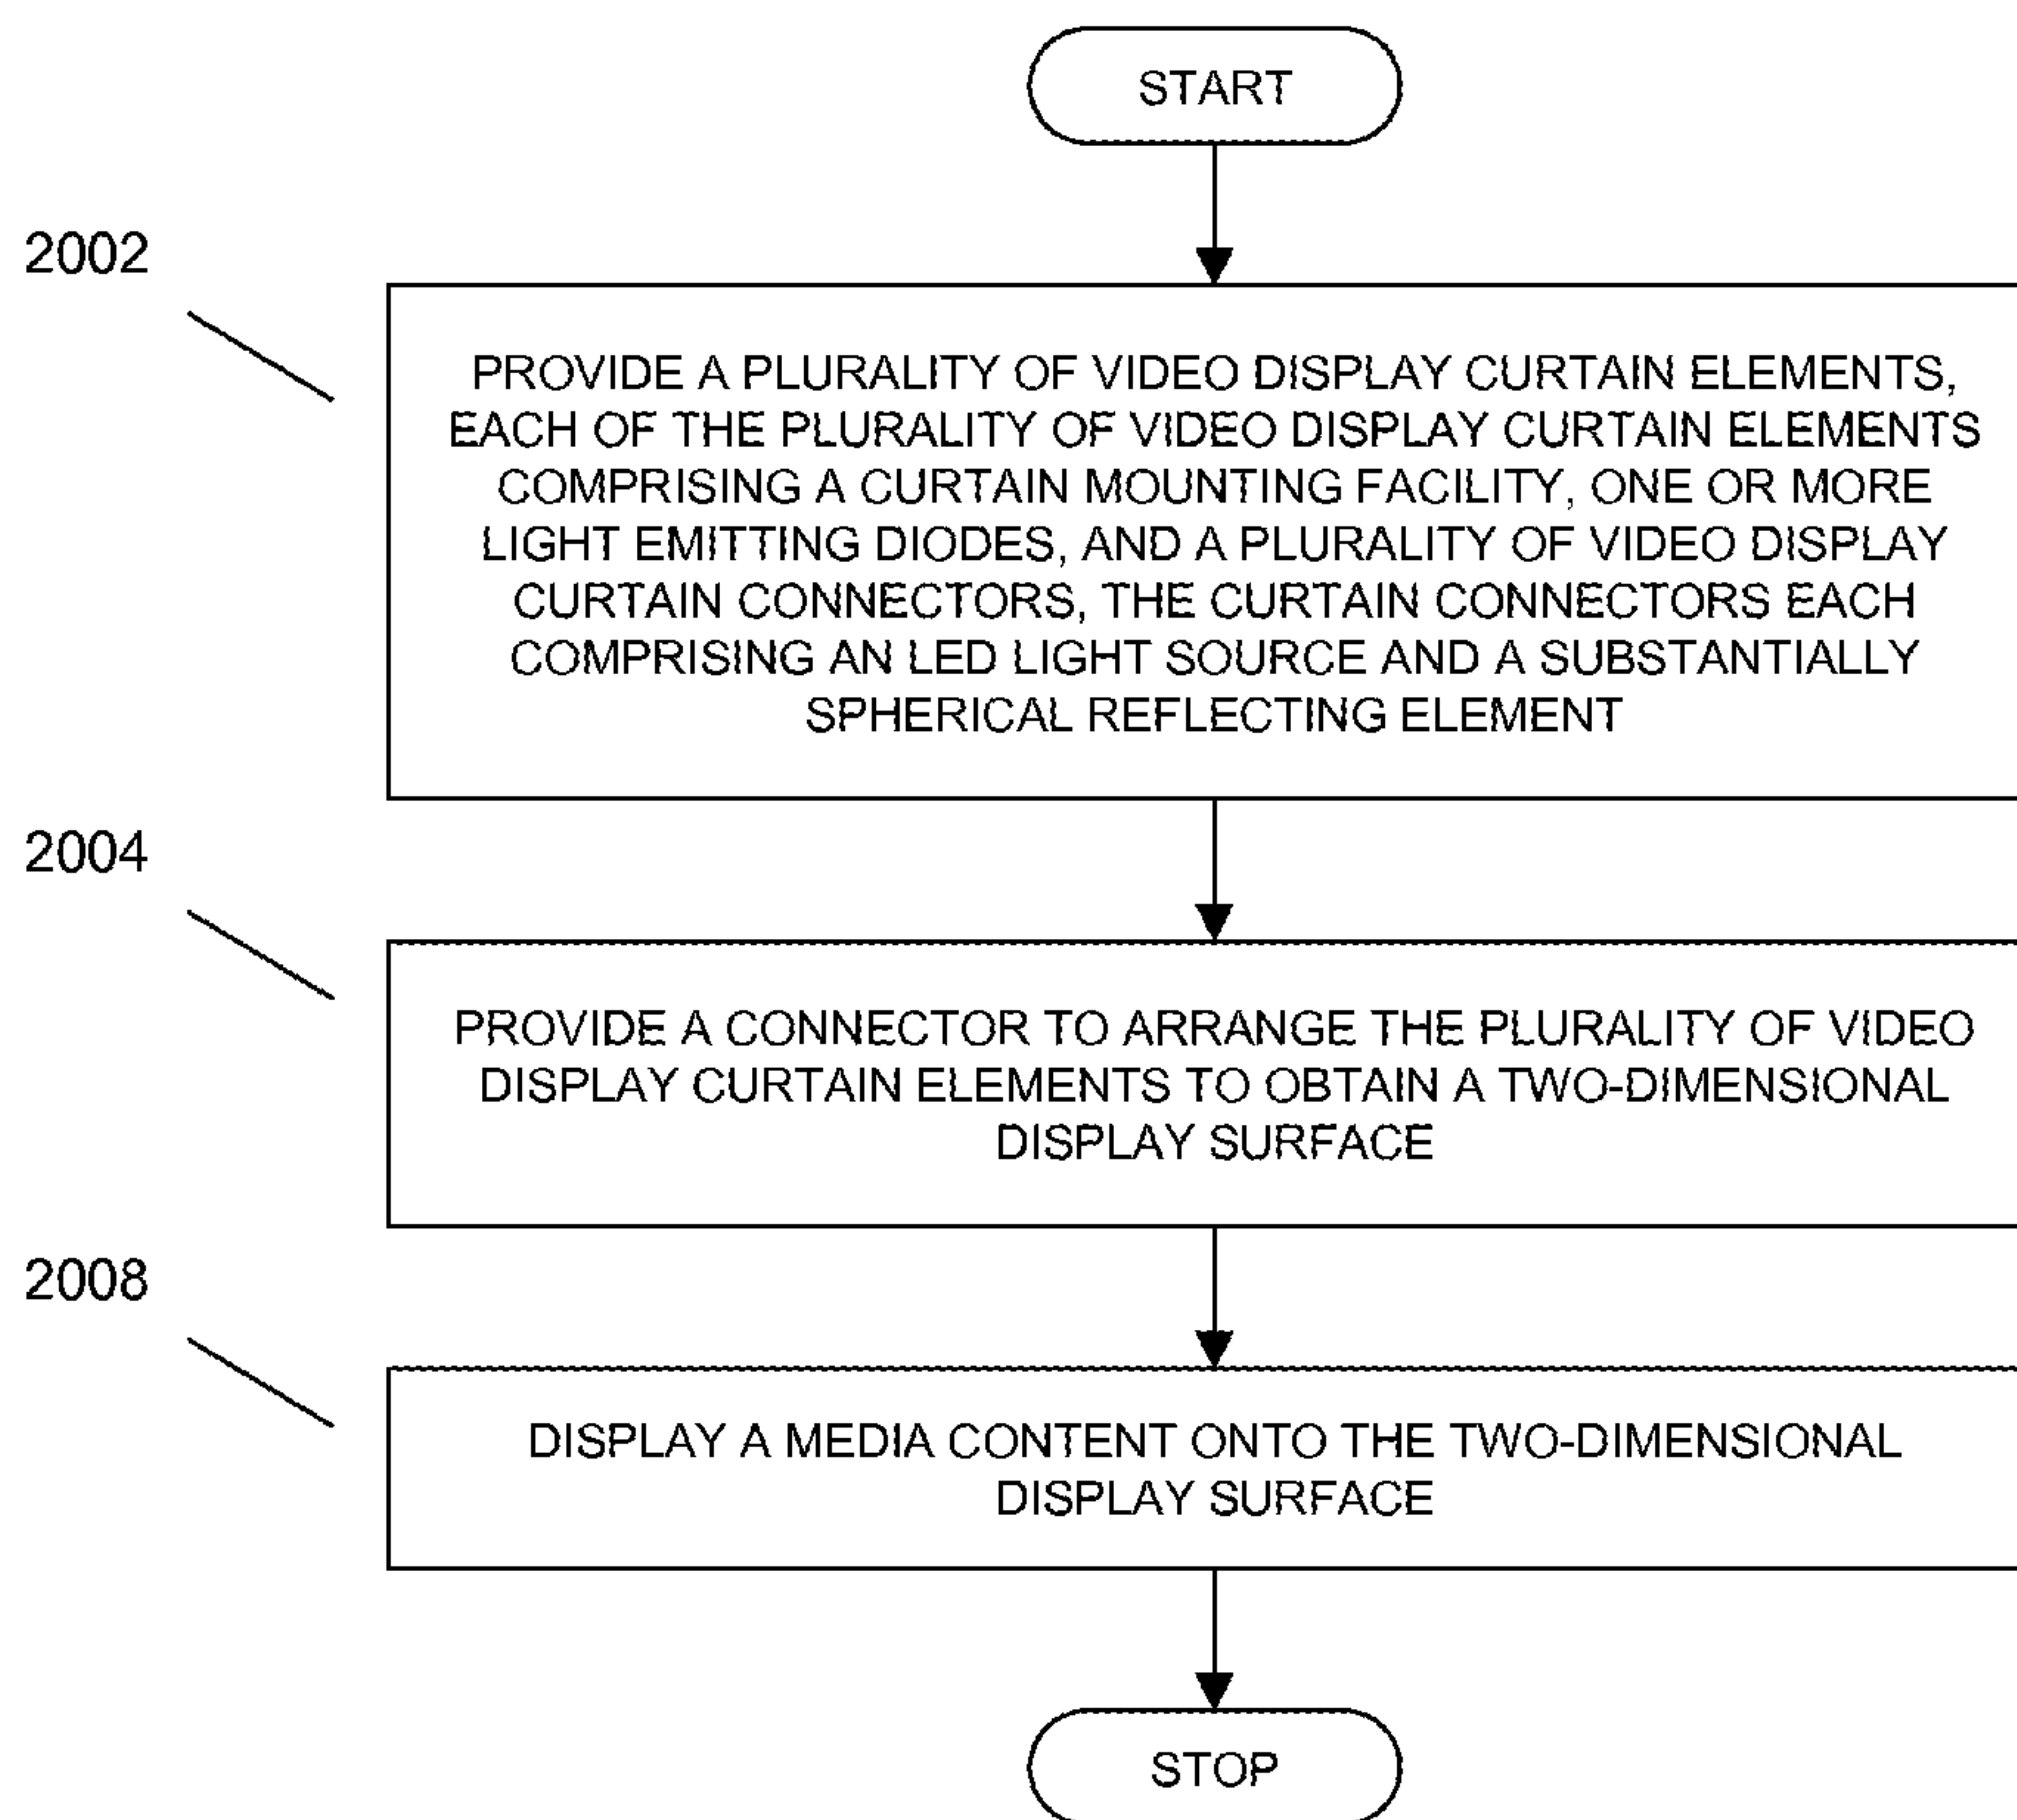 START
2002
PROVIDE A PLURALITY OF VIDEO DISPLAY CURTAIN ELEMENTS,
EACH OF THE PLURALITY OF VIDEO DISPLAY CURTAIN ELEMENTS
COMPRISING A CURTAIN MOUNTING FACILITY, ONE OR MORE
LIGHT EMITTING DIODES, AND A PLURALITY OF VIDEO DISPLAY
CURTAIN CONNECTORS, THE CURTAIN CONNECTORS EACH
COMPRISING AN LED LIGHT SOURCE AND A SUBSTANTIALLY
SPHERICAL REFLECTING ELEMENT
2004
PROVIDE A CONNECTOR TO ARRANGE THE PLURALITY OF VIDEO
DISPLAY CURTAIN ELEMENTS TO OBTAIN A TWO-DIMENSIONAL
DISPLAY SURFACE
2008
DISPLAY A MEDIA CONTENT ONTO THE TWO-DIMENSIONAL
DISPLAY SURFACE
STOP